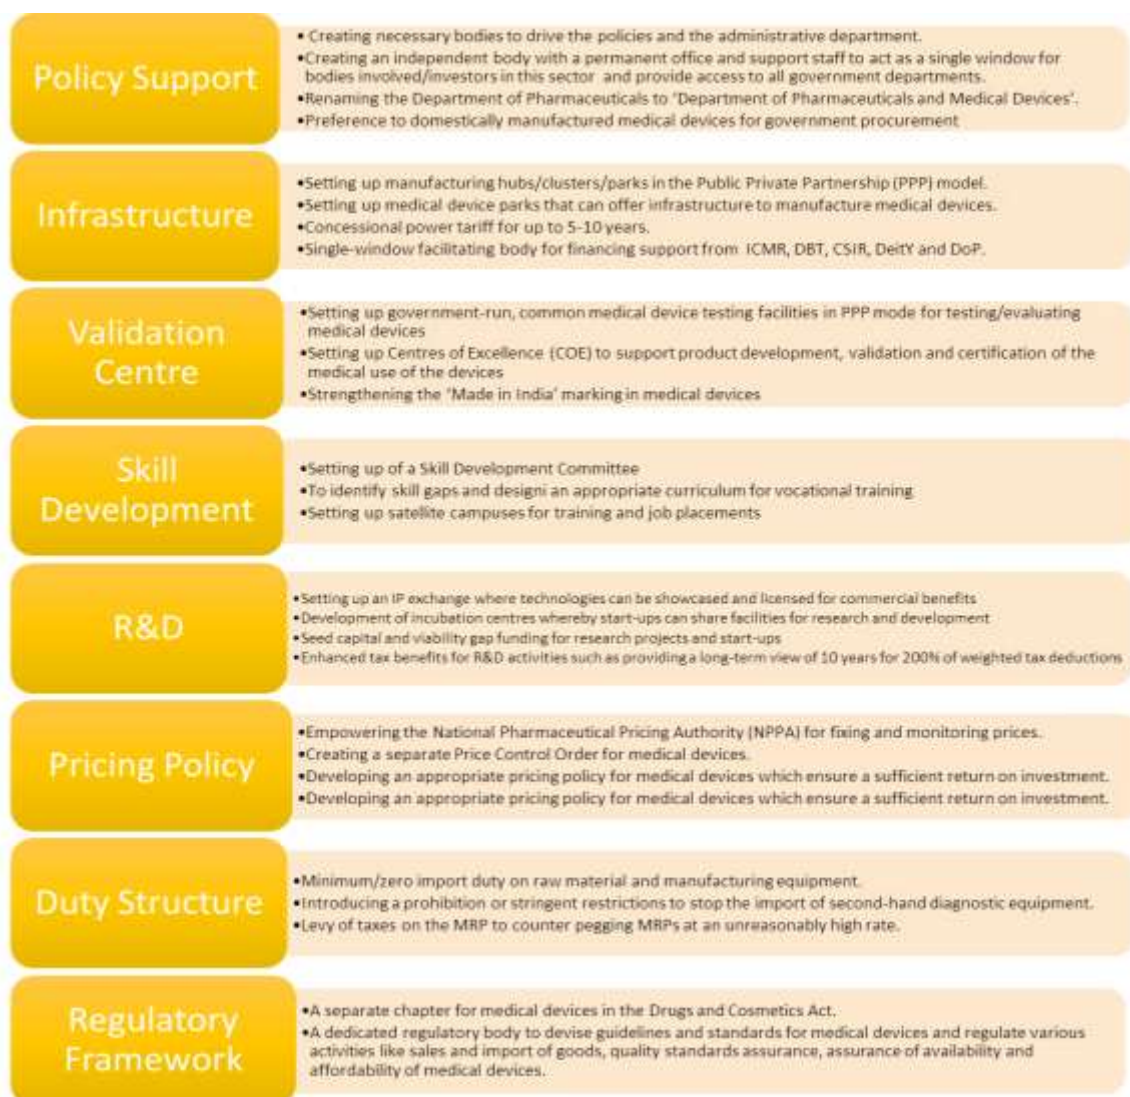 Policy Support
• Creating necessary bodies to drive the policies and the administrative department.
•Creating an independent body with a permanent office and support staff to act as a single window for
bodies involved/investors in this sector and provide access to all government departments.
•Renaming the Department of Pharmaceuticals to 'Department of Pharmaceuticals and Medical Devices'.
•Preference to domestically manufactured medical devices for government procurement
Infrastructure
•Setting up manufacturing hubs/clusters/parks in the Public Private Partnership (PPP) model.
•Setting up medical device parks that can offer infrastructure to manufacture medical devices.
•Concessional power tariff for up to 5-10 years.
•Single-window facilitating body for financing support from ICMR, DBT, CSIR, DeitY and DoP.
Validation
Centre
•Setting up government-run, common medical device testing facilities in PPP mode for testing/evaluating
medical devices
•Setting up Centres of Excellence (COE) to support product development, validation and certification of the
medical use of the devices
•Strengthening the 'Made in India' marking in medical devices
Skill
Development
•Setting up of a Skill Development Committee
•To identify skill gaps and designi an appropriate curriculum for vocational training
•Setting up satellite campuses for training and job placements
R&D
•Setting up an IP exchange where technologies can be showcased and licensed for commercial benefits
•Development of incubation centres whereby start-ups can share facilities for research and development
•Seed capital and viability gap funding for research projects and start-ups
•Enhanced tax benefits for R&D activities such as providing a long-term view of 10 years for 200% of weighted tax deductions
Pricing Policy
•Empowering the National Pharmaceutical Pricing Authority (NPPA) for fixing and monitoring prices.
•Creating a separate Price Control Order for medical devices.
•Developing an appropriate pricing policy for medical devices which ensure a sufficient return on investment.
•Developing an appropriate pricing policy for medical devices which ensure a sufficient return on investment.
Duty Structure
•Minimum/zero import duty on raw material and manufacturing equipment.
•Introducing a prohibition or stringent restrictions to stop the import of second-hand diagnostic equipment.
•Levy of taxes on the MRP to counter pegging MRPs at an unreasonably high rate.
Regulatory
Framework
•A separate chapter for medical devices in the Drugs and Cosmetics Act.
•A dedicated regulatory body to devise guidelines and standards for medical devices and regulate various
activities like sales and import of goods, quality standards assurance, assurance of availability and
affordability of medical devices.